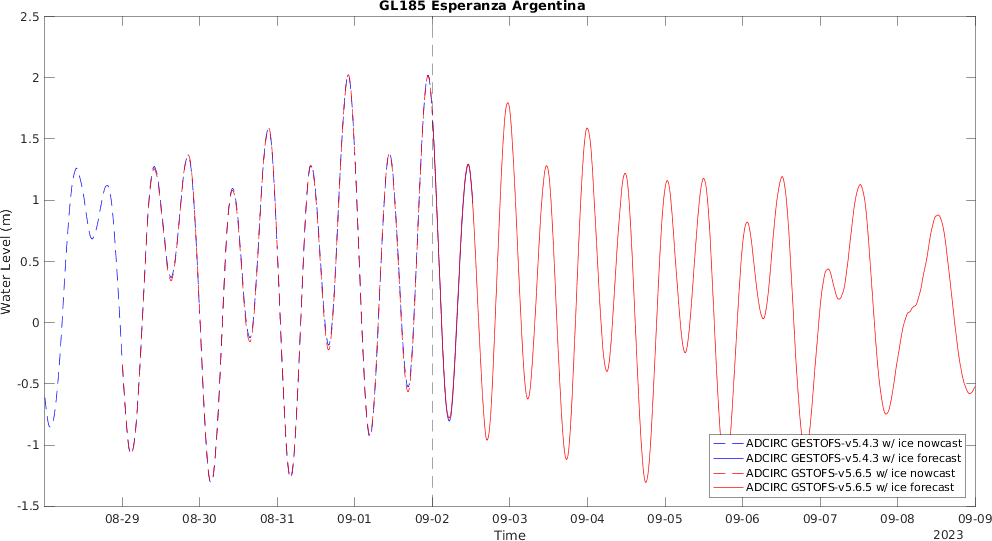 GL185 Esperanza Argentina
2.5
2
1.5
1
0.5
0
-0.5
-1
-1.5
Water Level (m)
ADCIRC GESTOFS-v5.4.3 w/ ice nowcast
ADCIRC GESTOFS-v5.4.3 w/ ice forecast
ADCIRC GSTOFS-v5.6.5 w/ ice nowcast
ADCIRC GSTOFS-v5.6.5 w/ ice forecast
08-29 08-30 08-31 09-01 09-02 09-03 09-04 09-05 09-06 09-07 09-08 09-09
Time
2023